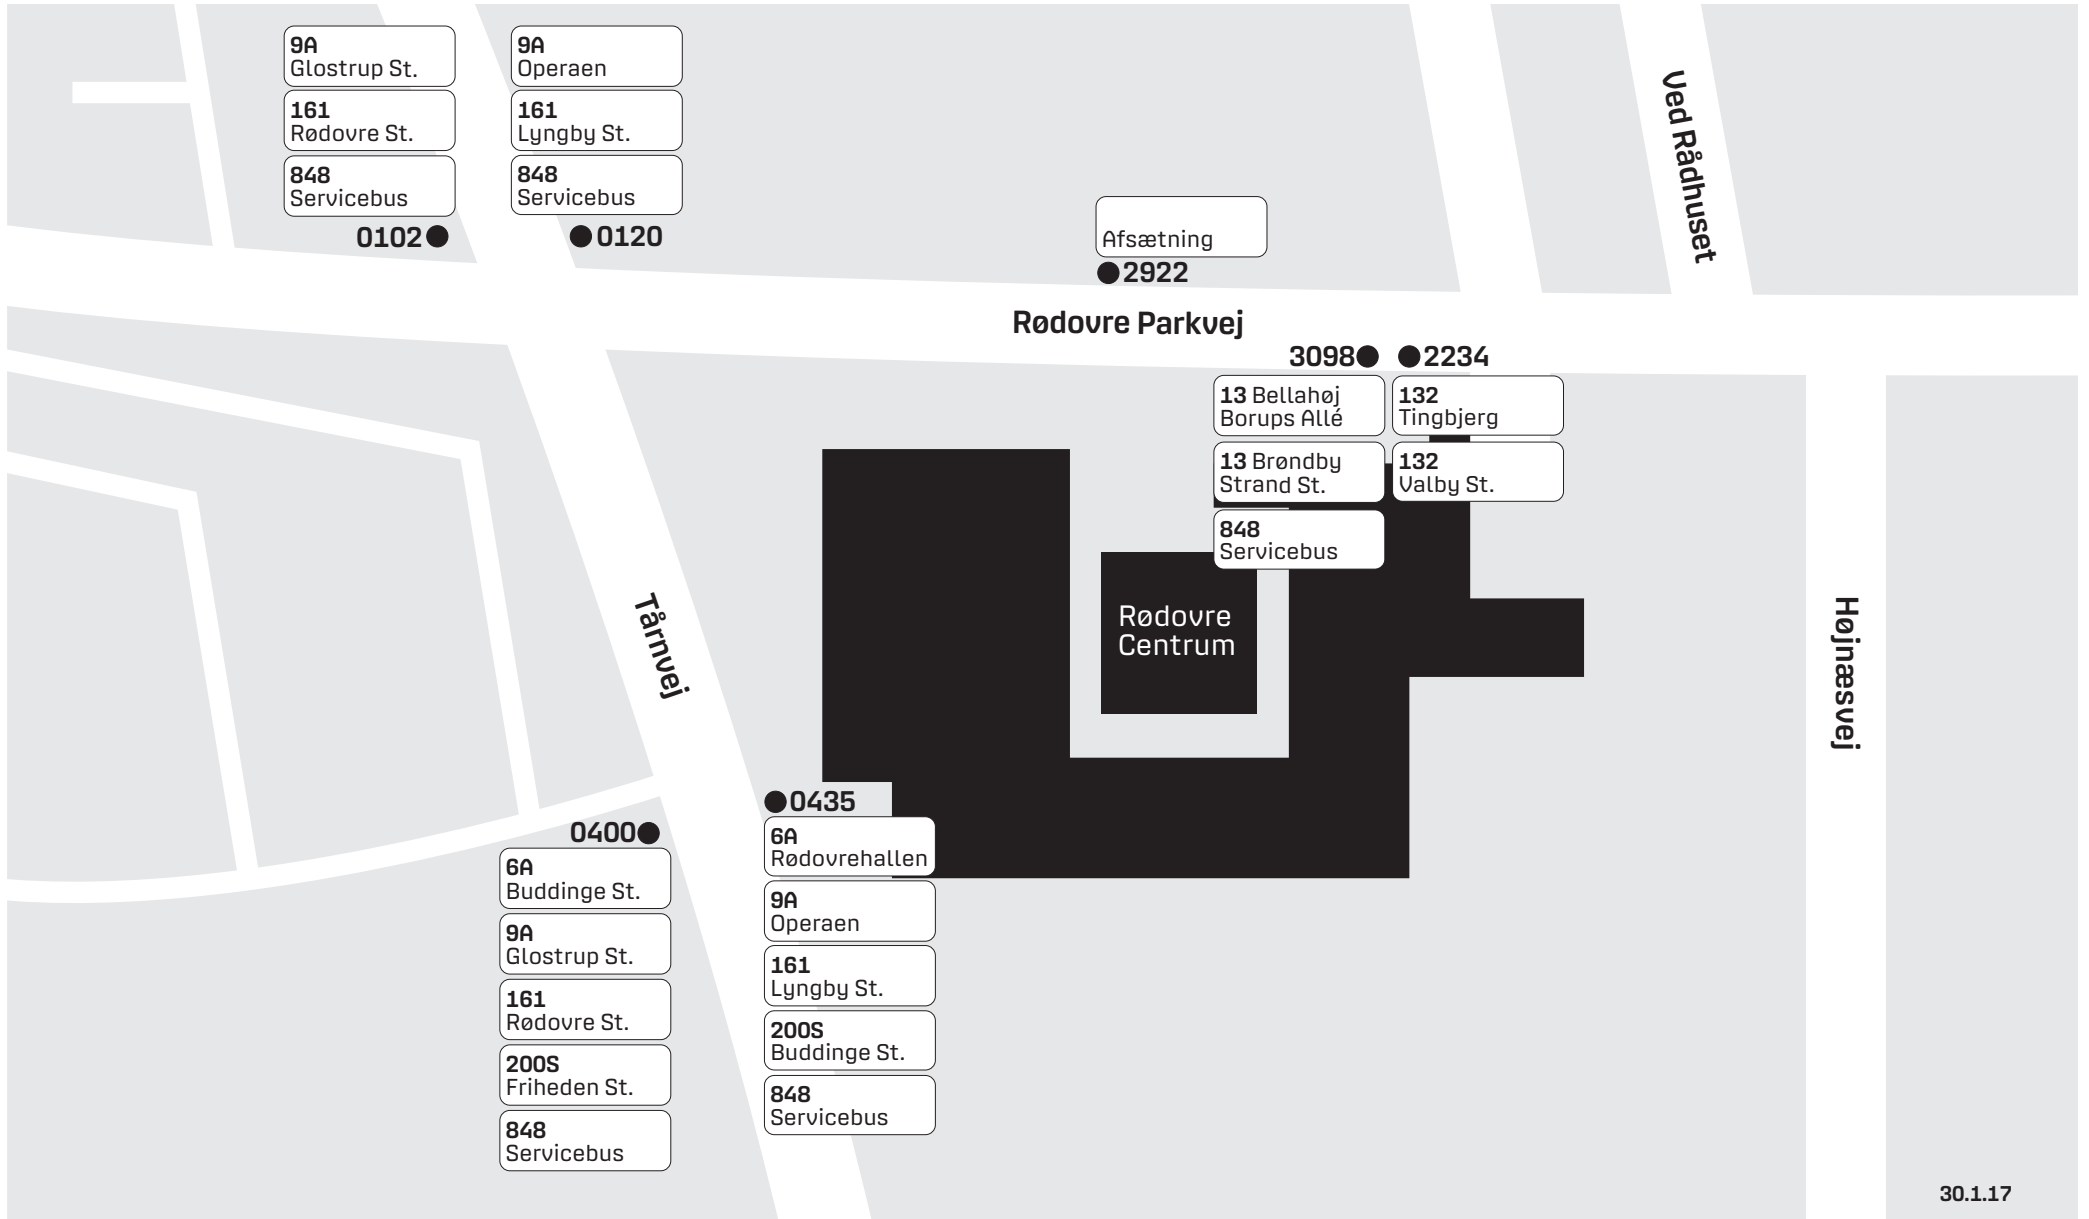 9A
Glostrup St.
161
Rødovre St.
848
Servicebus
0102
9A
Operaen
161
Lyngby St.
848
Servicebus
0120
Afsætning
2922
Ved Rådhuset
Rødovre Parkvej
3098
13 Bellahøj
Borups Allé
13 Brøndby
Strand St.
848
Servicebus
2234
132
Tingbjerg
132
Valby St.
Rødovre
Centrum
Tårnvej
Højnæsvej
0400
6A
Buddinge St.
9A
Glostrup St.
161
Rødovre St.
200S
Friheden St.
848
Servicebus
0435
6A
Rødovrehallen
9A
Operaen
161
Lyngby St.
200S
Buddinge St.
848
Servicebus
30.1.17